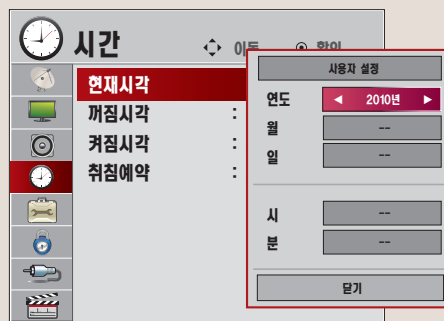 시간
이동 확인
현재시각
꺼짐시각 :
켜짐시각 :
취침예약 :
사용자 설정
연도 ◀ 2010년 ▶
월 --
일 --
시 --
분 --
닫기